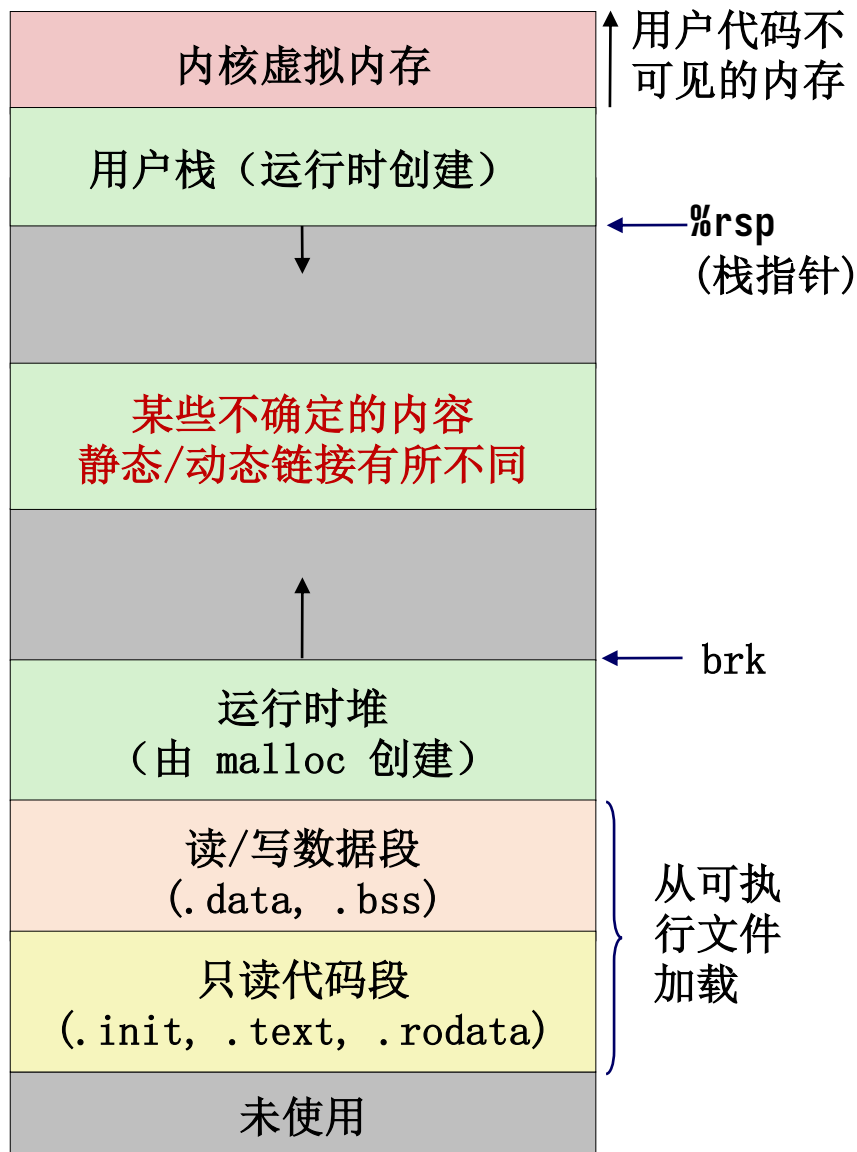 内核虚拟内存
用户代码不
可见的内存
用户栈（运行时创建）
%rsp
(栈指针)
某些不确定的内容
静态/动态链接有所不同
brk
运行时堆
（由 malloc 创建）
读/写数据段
(.data, .bss)
从可执
行文件
加载
只读代码段
(.init, .text, .rodata)
未使用